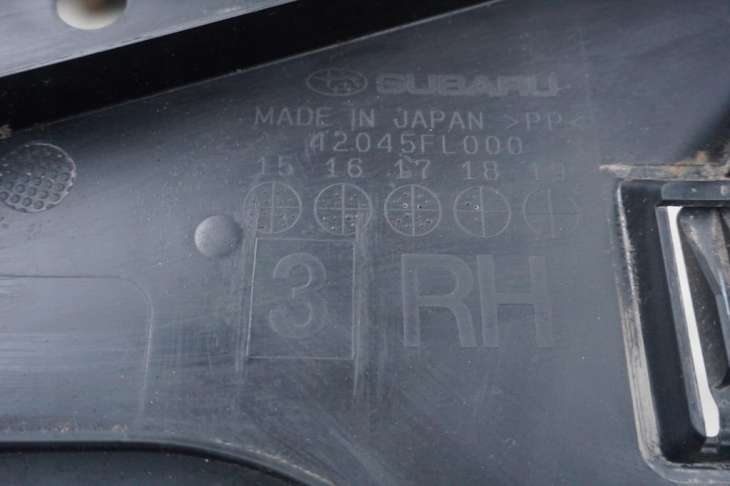 SUBARU
MADE IN JAPAN >PP<
42045FL000
15 16 17 18 19
3 RH